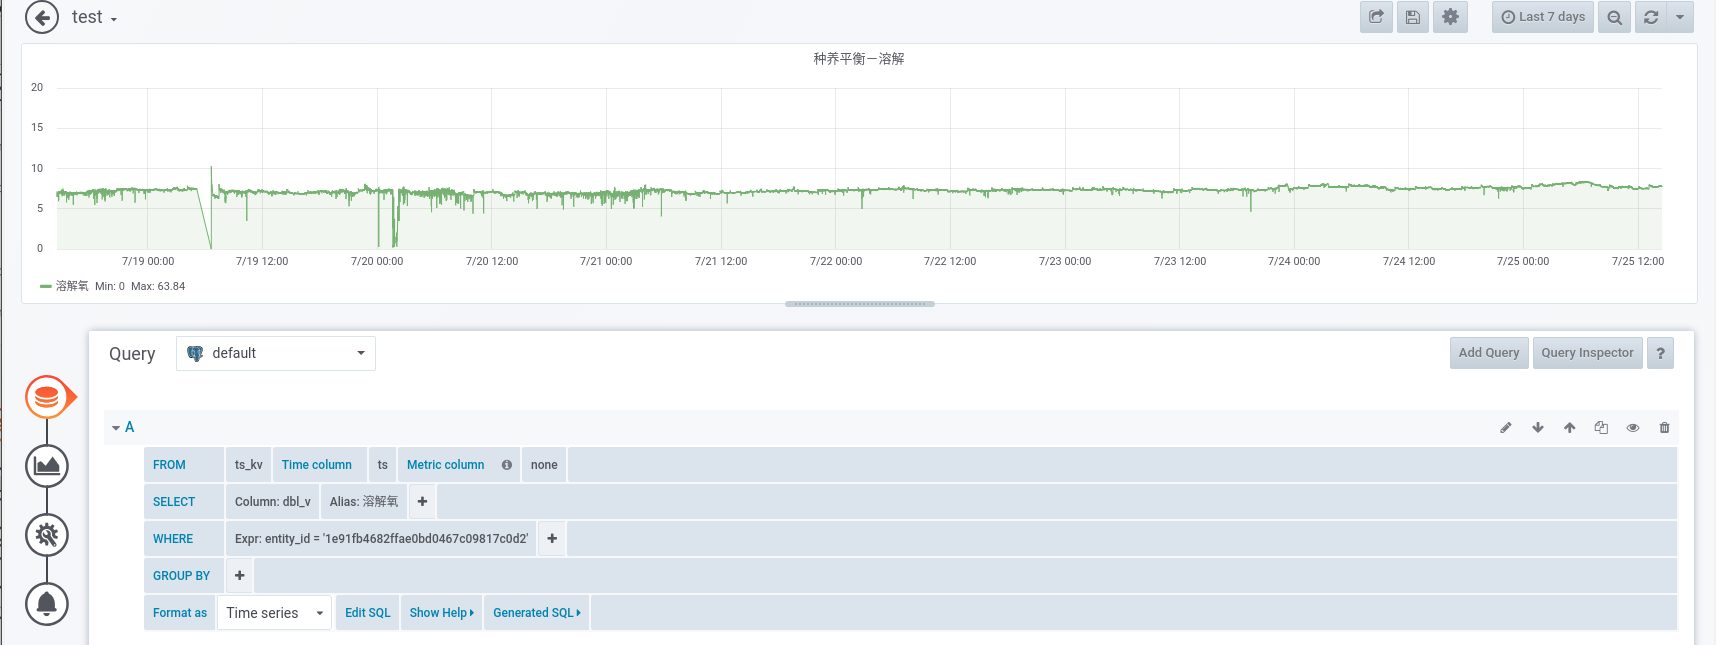 test
Last 7 days
种养平衡－溶解
20
15
10
5
0
7/19 00:00 7/19 12:00 7/20 00:00 7/20 12:00 7/21 00:00 7/21 12:00 7/22 00:00 7/22 12:00 7/23 00:00 7/23 12:00 7/24 00:00 7/24 12:00 7/25 00:00 7/25 12:00
溶解氧 Min: 0 Max: 63.84
Query default Add Query Query Inspector ?
A
FROM ts_kv Time column ts Metric column none
SELECT Column: dbl_v Alias: 溶解氧 +
WHERE Expr: entity_id = '1e91fb4682ffae0bd0467c09817c0d2' +
GROUP BY +
Format as Time series Edit SQL Show Help Generated SQL